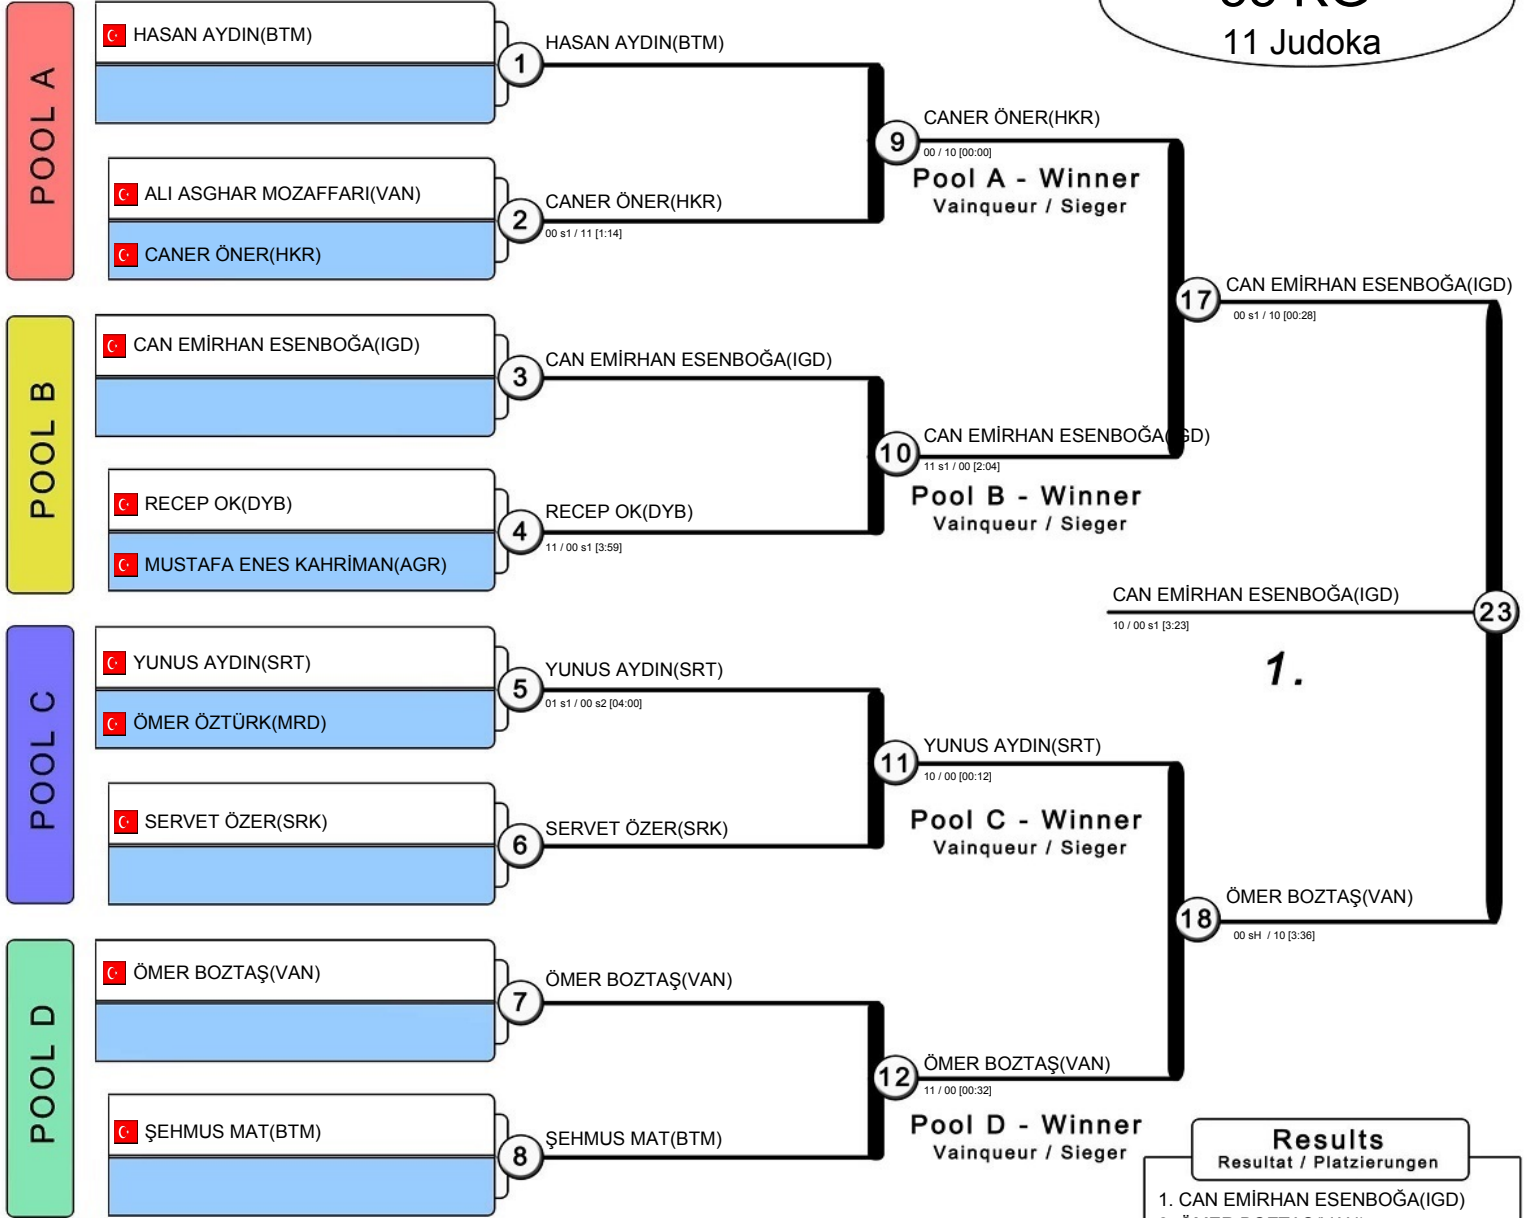 11 Judoka
POOL A
HASAN AYDIN(BTM)
1
HASAN AYDIN(BTM)
ALI ASGHAR MOZAFFARI(VAN)
CANER ÖNER(HKR)
2
CANER ÖNER(HKR)
00 s1 / 11 [1:14]
9
CANER ÖNER(HKR)
00 / 10 [00:00]
Pool A - Winner
Vainqueur / Sieger
POOL B
CAN EMİRHAN ESENBOĞA(IGD)
3
CAN EMİRHAN ESENBOĞA(IGD)
RECEP OK(DYB)
MUSTAFA ENES KAHRİMAN(AGR)
4
RECEP OK(DYB)
11 / 00 s1 [3:59]
10
CAN EMİRHAN ESENBOĞA(IGD)
11 s1 / 00 [2:04]
Pool B - Winner
Vainqueur / Sieger
17
CAN EMİRHAN ESENBOĞA(IGD)
00 s1 / 10 [00:28]
POOL C
YUNUS AYDIN(SRT)
ÖMER ÖZTÜRK(MRD)
5
YUNUS AYDIN(SRT)
01 s1 / 00 s2 [04:00]
SERVET ÖZER(SRK)
6
SERVET ÖZER(SRK)
11
YUNUS AYDIN(SRT)
10 / 00 [00:12]
Pool C - Winner
Vainqueur / Sieger
POOL D
ÖMER BOZTAŞ(VAN)
7
ÖMER BOZTAŞ(VAN)
ŞEHMUS MAT(BTM)
8
ŞEHMUS MAT(BTM)
12
ÖMER BOZTAŞ(VAN)
11 / 00 [00:32]
Pool D - Winner
Vainqueur / Sieger
18
ÖMER BOZTAŞ(VAN)
00 sH / 10 [3:36]
CAN EMİRHAN ESENBOĞA(IGD)
10 / 00 s1 [3:23]
23
1.
Results
Resultat / Platzierungen
1. CAN EMİRHAN ESENBOĞA(IGD)